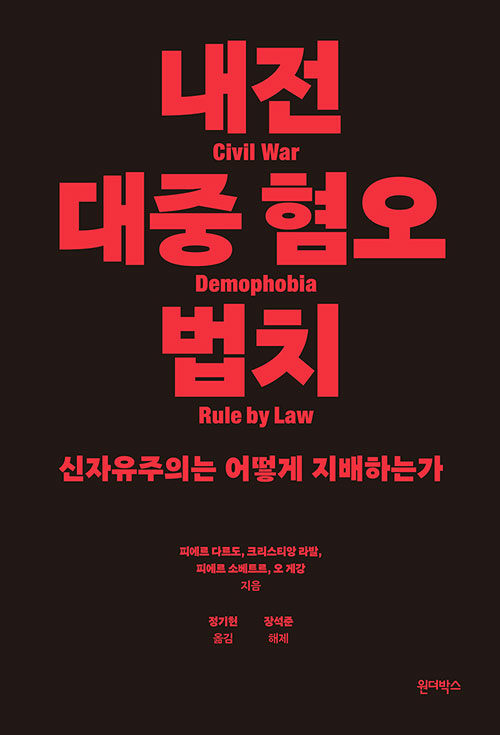 내전
Civil War
대중 혐오
Demophobia
법치
Rule by Law
신자유주의는 어떻게 지배하는가
피에르 다르도, 크리스티앙 라발,
피에르 소베트르, 오 게강
지음
정기헌 장석준
옮김 해제
원더박스